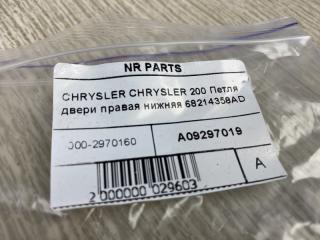 NR PARTS
CHRYSLER CHRYSLER 200 Петля
двери правая нижняя 68214358AD
000-2970160
A09297019
A
2 000000 029603